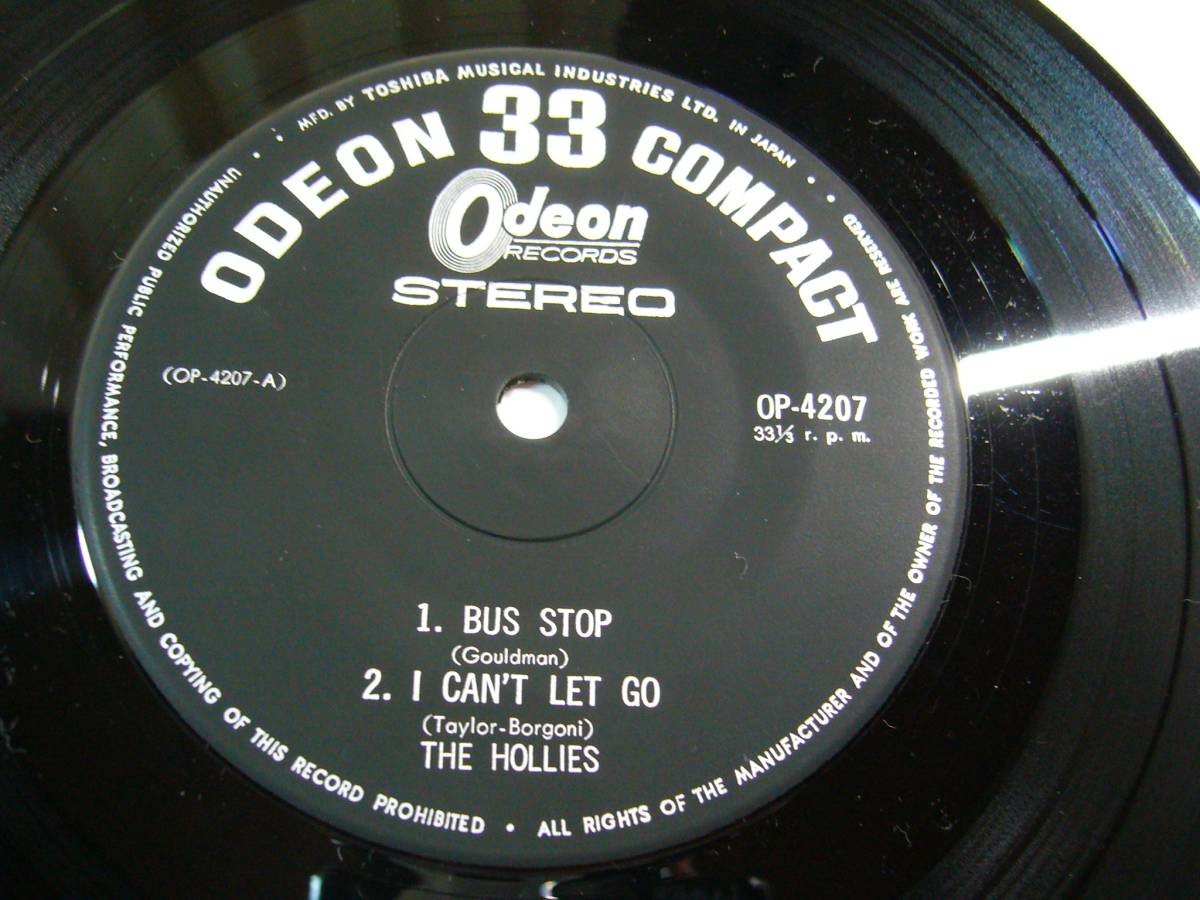 MFD. BY TOSHIBA MUSICAL INDUSTRIES LTD. IN JAPAN
ODEON 33 COMPACT
Odeon
RECORDS
STEREO
(OP-4207-A)
OP-4207
33⅓ r. p. m.
1. BUS STOP
(Gouldman)
2. I CAN'T LET GO
(Taylor-Borgoni)
THE HOLLIES
UNAUTHORIZED PUBLIC PERFORMANCE, BROADCASTING AND COPYING OF THIS RECORD PROHIBITED • ALL RIGHTS OF THE MANUFACTURER AND OF THE OWNER OF THE RECORDED WORK ARE RESERVED